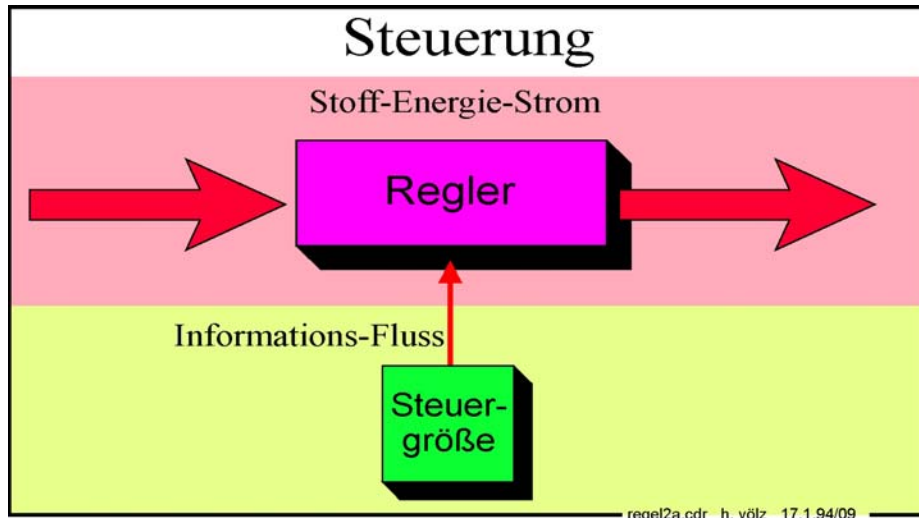 Steuerung
Stoff-Energie-Strom
Regler
Informations-Fluss
Steuer-
größe
regel2a.cdr h. völz 17.1.94/09